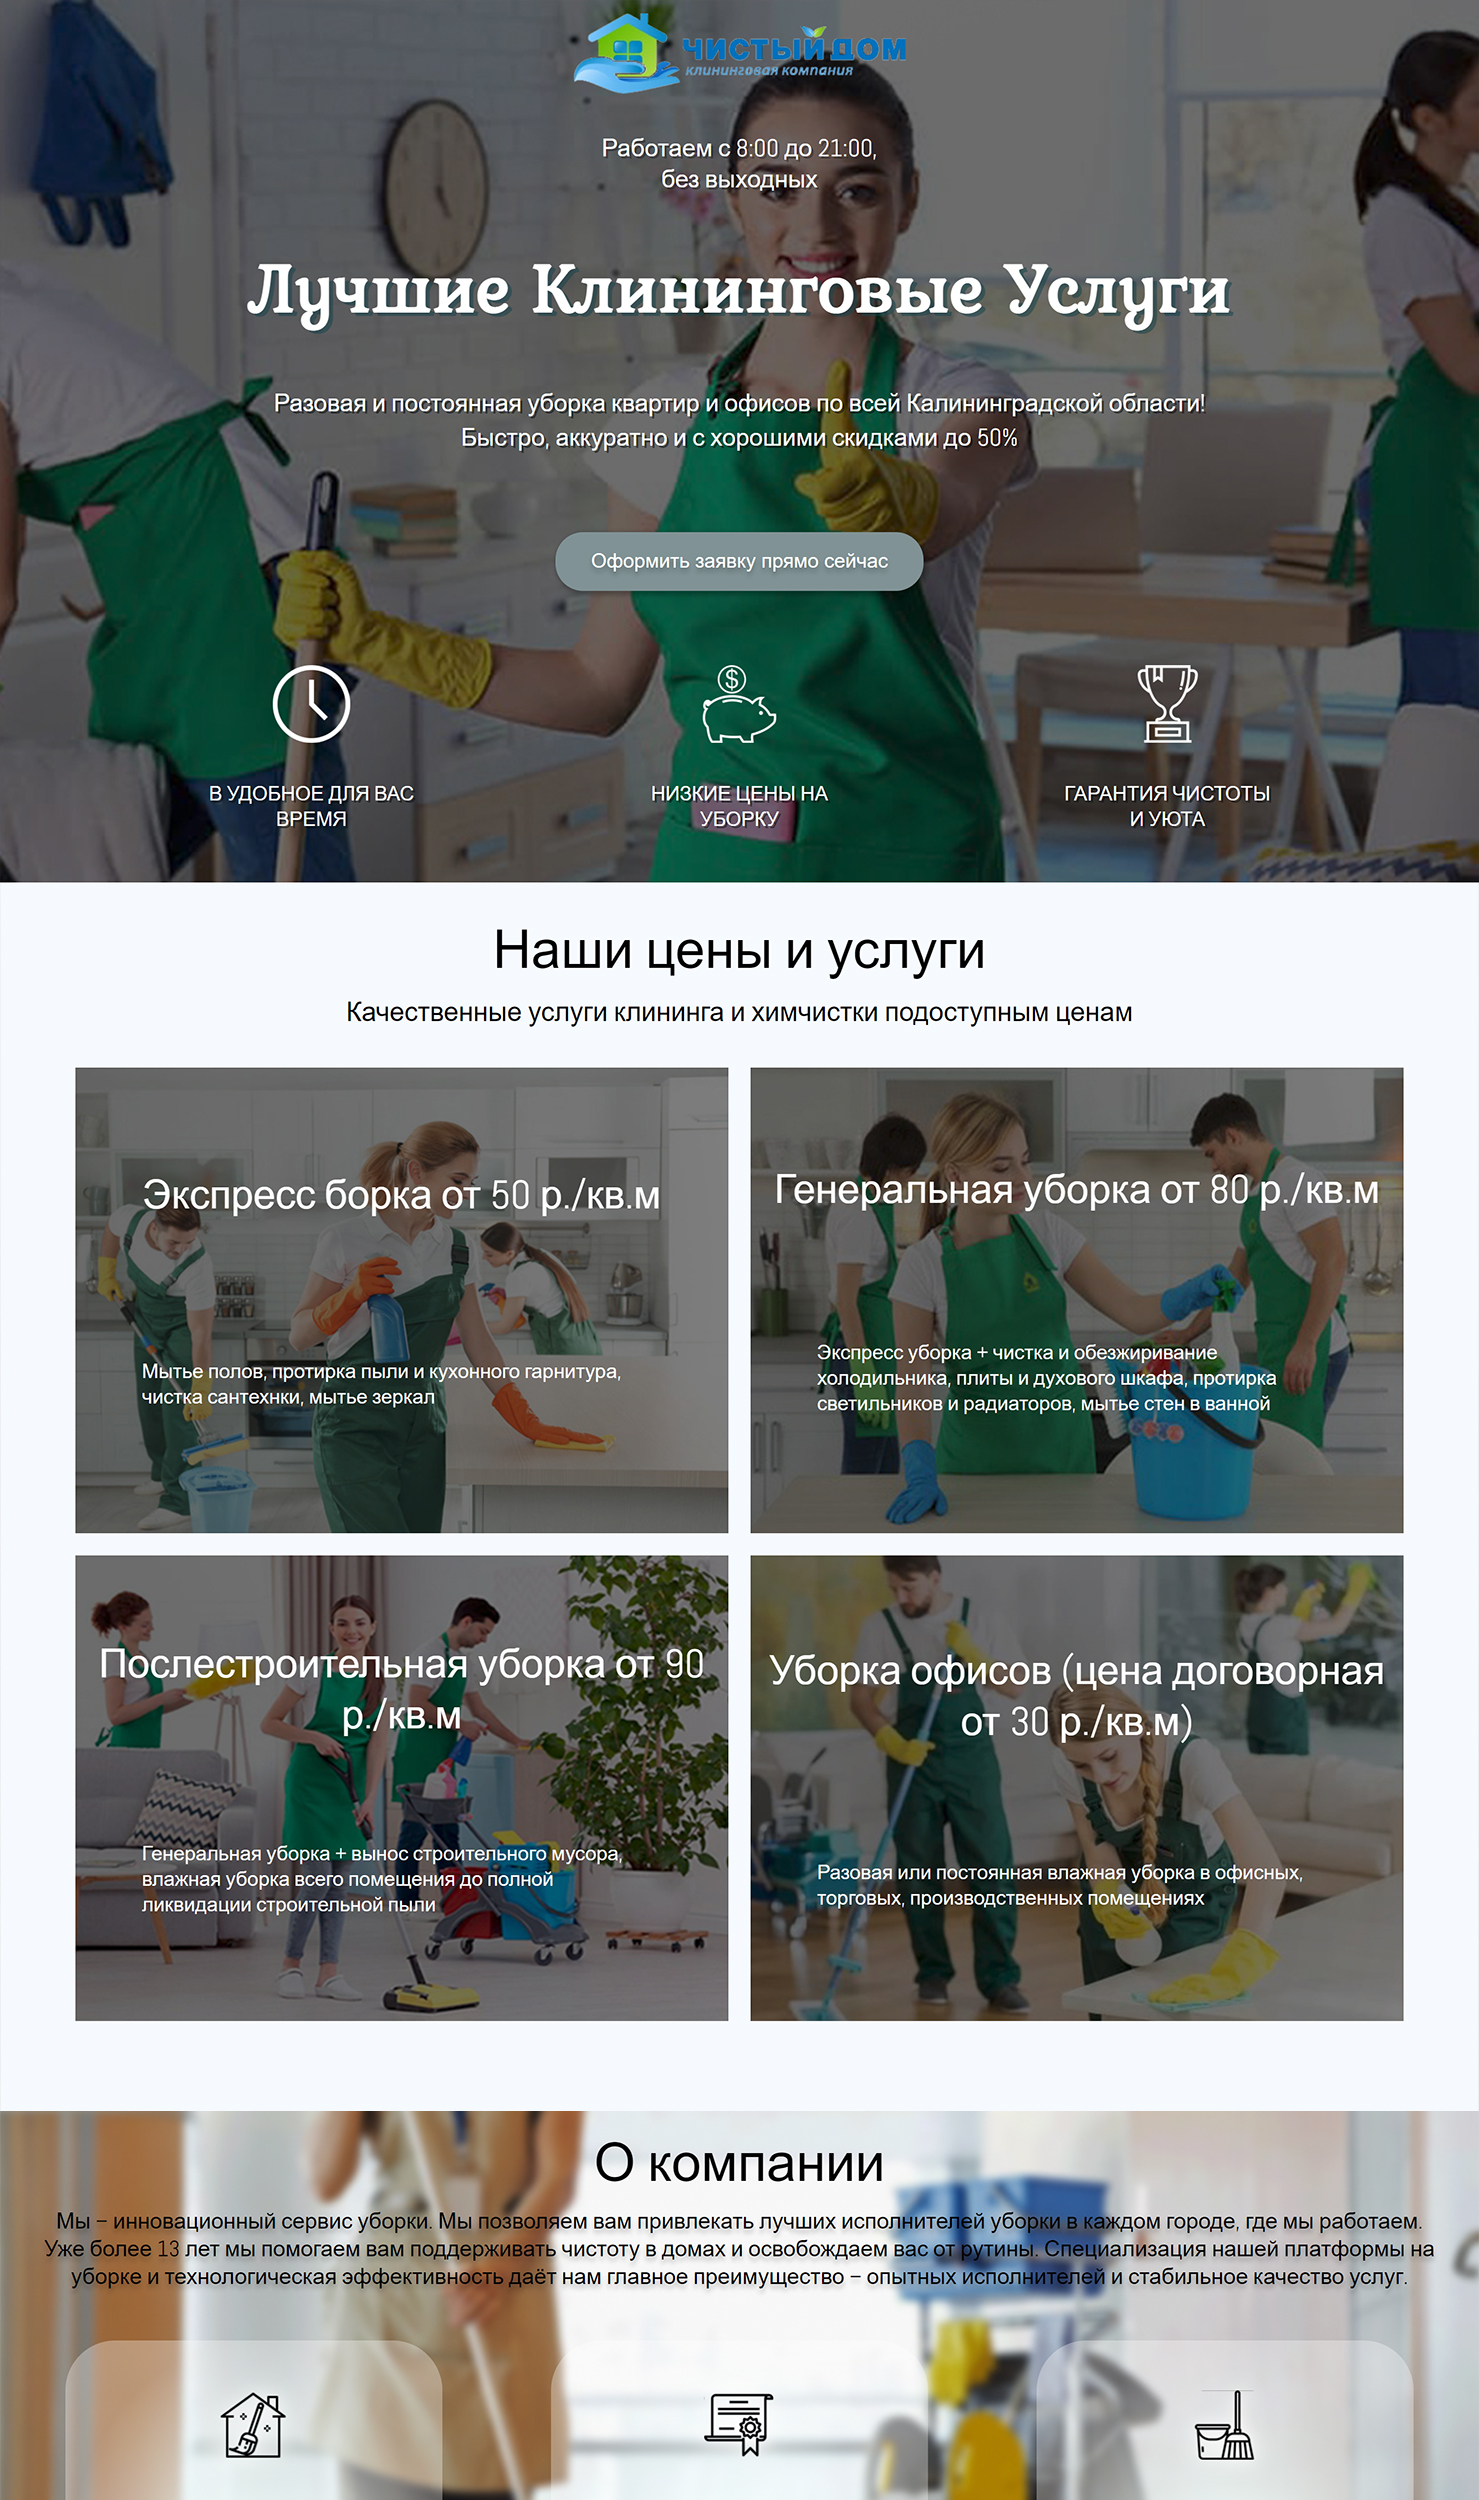 ЧИСТЫЙ ДОМ
клининговая компания
Работаем с 8:00 до 21:00,
без выходных
Лучшие Клининговые Услуги
Разовая и постоянная уборка квартир и офисов по всей Калининградской области!
Быстро, аккуратно и с хорошими скидками до 50%
Оформить заявку прямо сейчас
В УДОБНОЕ ДЛЯ ВАС
ВРЕМЯ
НИЗКИЕ ЦЕНЫ НА
УБОРКУ
ГАРАНТИЯ ЧИСТОТЫ
И УЮТА
Наши цены и услуги
Качественные услуги клининга и химчистки подоступным ценам
Экспресс борка от 50 р./кв.м
Мытье полов, протирка пыли и кухонного гарнитура,
чистка сантехнки, мытье зеркал
Генеральная уборка от 80 р./кв.м
Экспресс уборка + чистка и обезжиривание
холодильника, плиты и духового шкафа, протирка
светильников и радиаторов, мытье стен в ванной
Послестроительная уборка от 90
р./кв.м
Генеральная уборка + вынос строительного мусора,
влажная уборка всего помещения до полной
ликвидации строительной пыли
Уборка офисов (цена договорная
от 30 р./кв.м)
Разовая или постоянная влажная уборка в офисных,
торговых, производственных помещениях
О компании
Мы – инновационный сервис уборки. Мы позволяем вам привлекать лучших исполнителей уборки в каждом городе, где мы работаем.
Уже более 13 лет мы помогаем вам поддерживать чистоту в домах и освобождаем вас от рутины. Специализация нашей платформы на
уборке и технологическая эффективность даёт нам главное преимущество – опытных исполнителей и стабильное качество услуг.